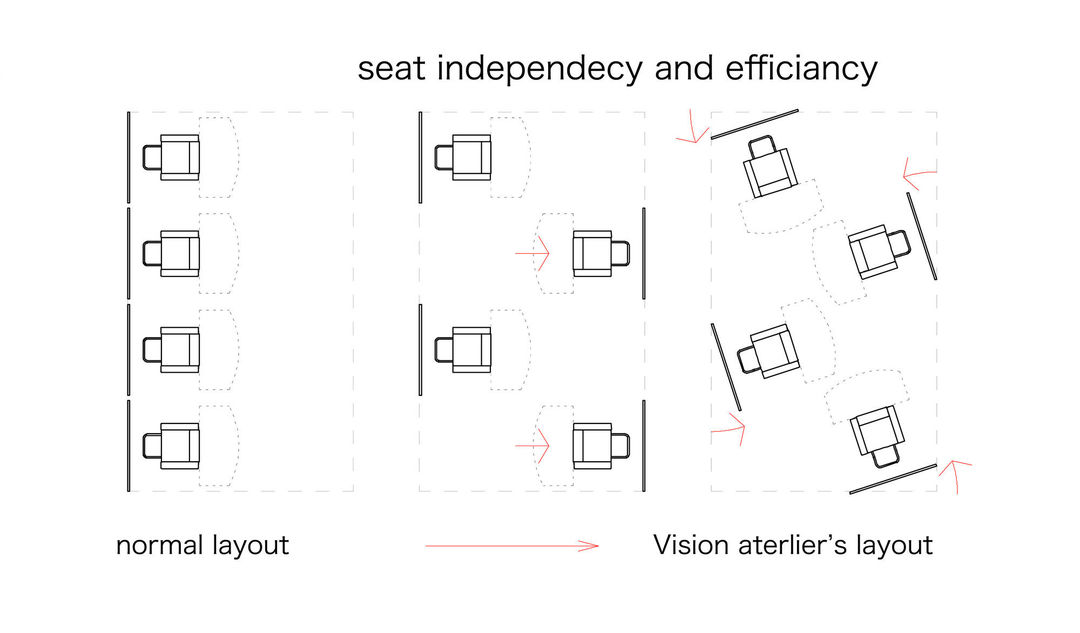 seat independecy and efficiancy
normal layout
Vision aterlier’s layout